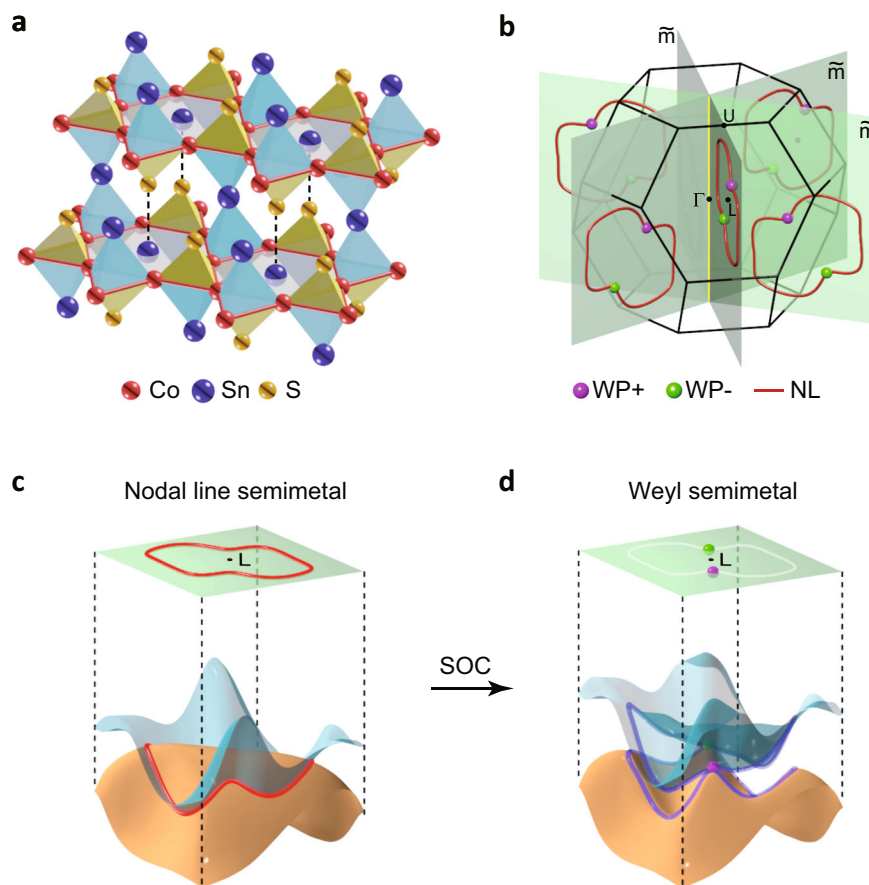 a
Co Sn S
b
m̃
m̃
m̃
U
Γ
L
WP+ WP- NL
c
Nodal line semimetal
L
SOC
d
Weyl semimetal
L